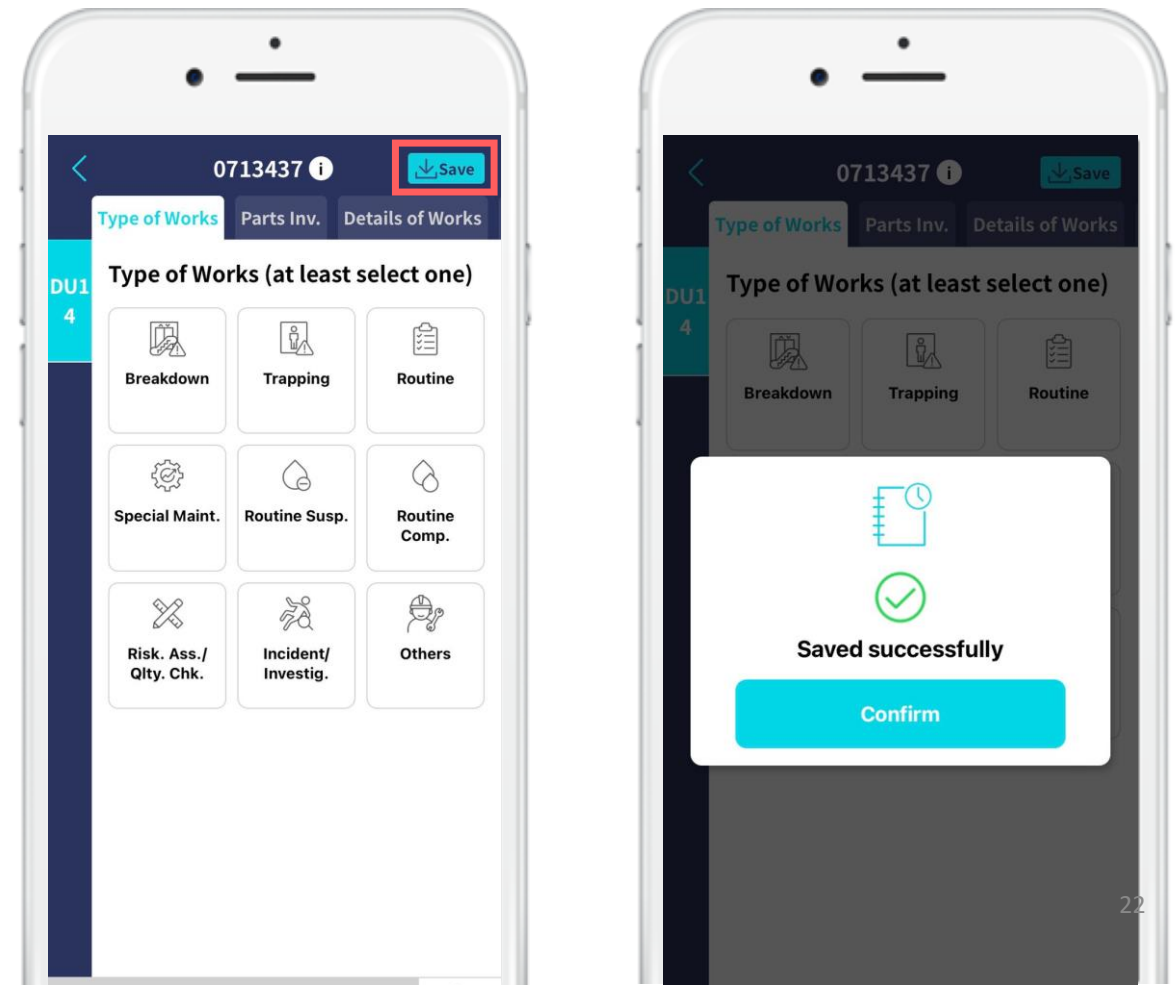 0713437 i
Save
Type of Works
Parts Inv.
Details of Works
DU1
4
Type of Works (at least select one)
Breakdown
Trapping
Routine
Special Maint.
Routine Susp.
Routine
Comp.
Risk. Ass./
Qlty. Chk.
Incident/
Investig.
Others
0713437 i
Save
Type of Works
Parts Inv.
Details of Works
DU1
4
Type of Works (at least select one)
Breakdown
Trapping
Routine
Saved successfully
Confirm
22